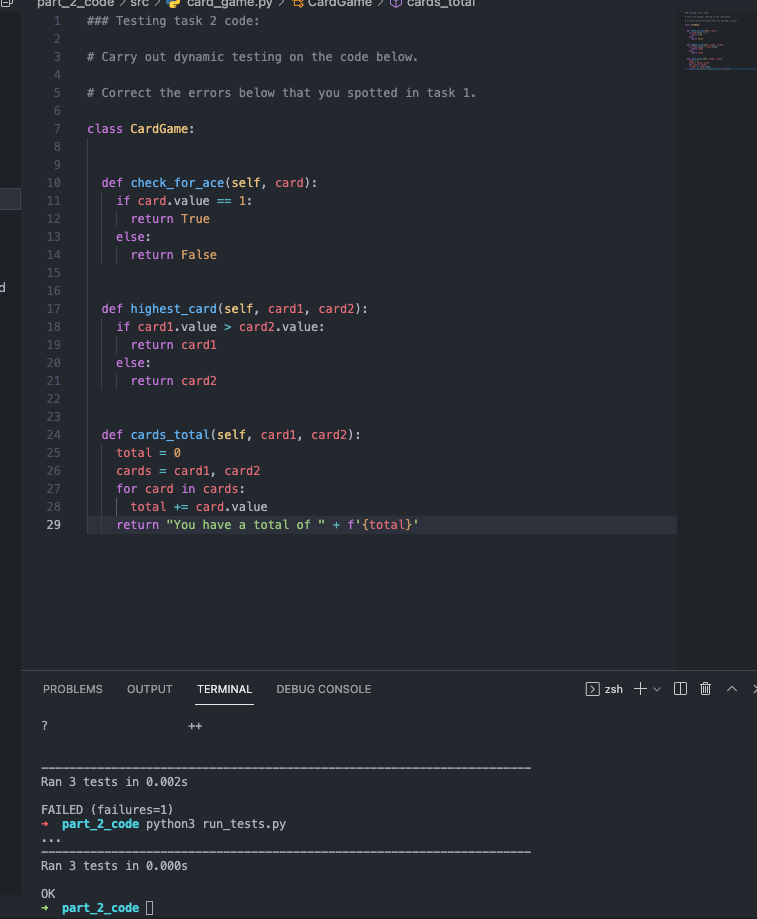 part_2_code > src > card_game.py > CardGame > cards_total
1 ### Testing task 2 code:
2
3 # Carry out dynamic testing on the code below.
4
5 # Correct the errors below that you spotted in task 1.
6
7 class CardGame:
8
9
10 def check_for_ace(self, card):
11 if card.value == 1:
12 return True
13 else:
14 return False
15
16
17 def highest_card(self, card1, card2):
18 if card1.value > card2.value:
19 return card1
20 else:
21 return card2
22
23
24 def cards_total(self, card1, card2):
25 total = 0
26 cards = card1, card2
27 for card in cards:
28 total += card.value
29 return "You have a total of " + f'{total}'
d
PROBLEMS OUTPUT TERMINAL DEBUG CONSOLE zsh
? ++
----------------------------------------------------------------------
Ran 3 tests in 0.002s
FAILED (failures=1)
➜ part_2_code python3 run_tests.py
...
----------------------------------------------------------------------
Ran 3 tests in 0.000s
OK
➜ part_2_code